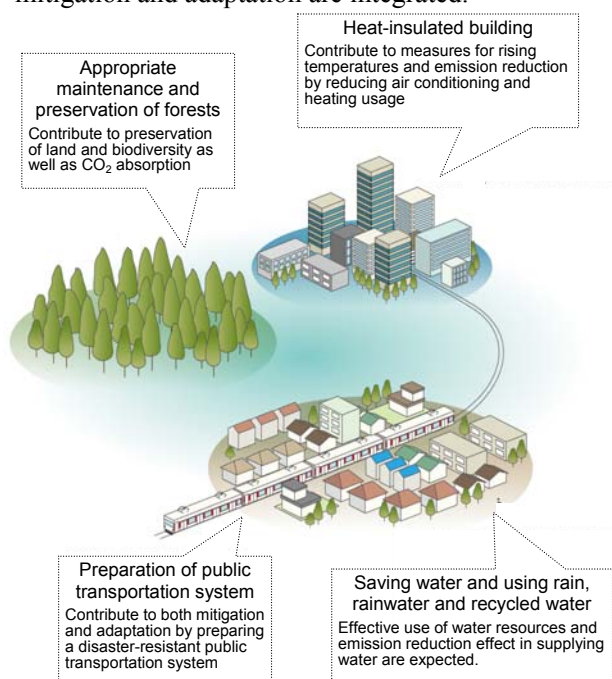 mitigation and adaptation are integrated.
Heat-insulated building
Contribute to measures for rising
temperatures and emission reduction
by reducing air conditioning and
heating usage
Appropriate
maintenance and
preservation of forests
Contribute to preservation
of land and biodiversity as
well as CO₂ absorption
Preparation of public
transportation system
Contribute to both mitigation
and adaptation by preparing
a disaster-resistant public
transportation system
Saving water and using rain,
rainwater and recycled water
Effective use of water resources and
emission reduction effect in supplying
water are expected.